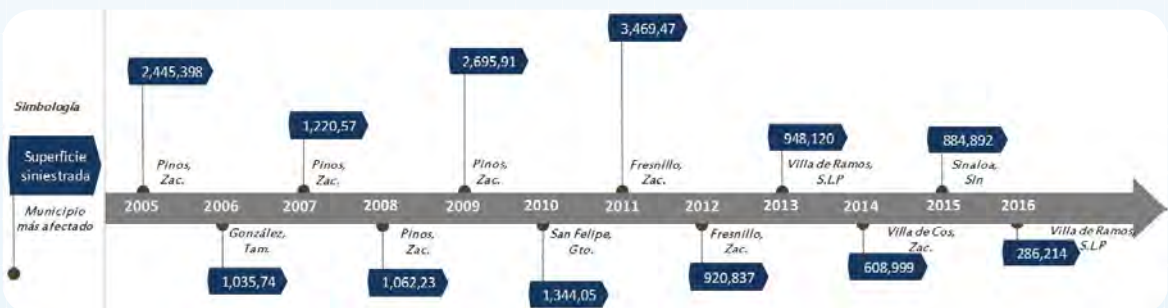 Simbología
Superficie
siniestrada
Municipio
más afectado
2,445,398
Pinos,
Zac.
2005
2006
González,
Tam.
1,035,74
1,220,57
Pinos,
Zac.
2007
2008
Pinos,
Zac.
1,062,23
2,695,91
Pinos,
Zac.
2009
2010
San Felipe,
Gto.
1,344,05
3,469,47
Fresnillo,
Zac.
2011
2012
Fresnillo,
Zac.
920,837
948,120
Villa de Ramos,
S.L.P
2013
2014
Villa de Cos,
Zac.
608,999
884,892
Sinaloa,
Sin
2015
2016
Villa de Ramos,
S.L.P
286,214